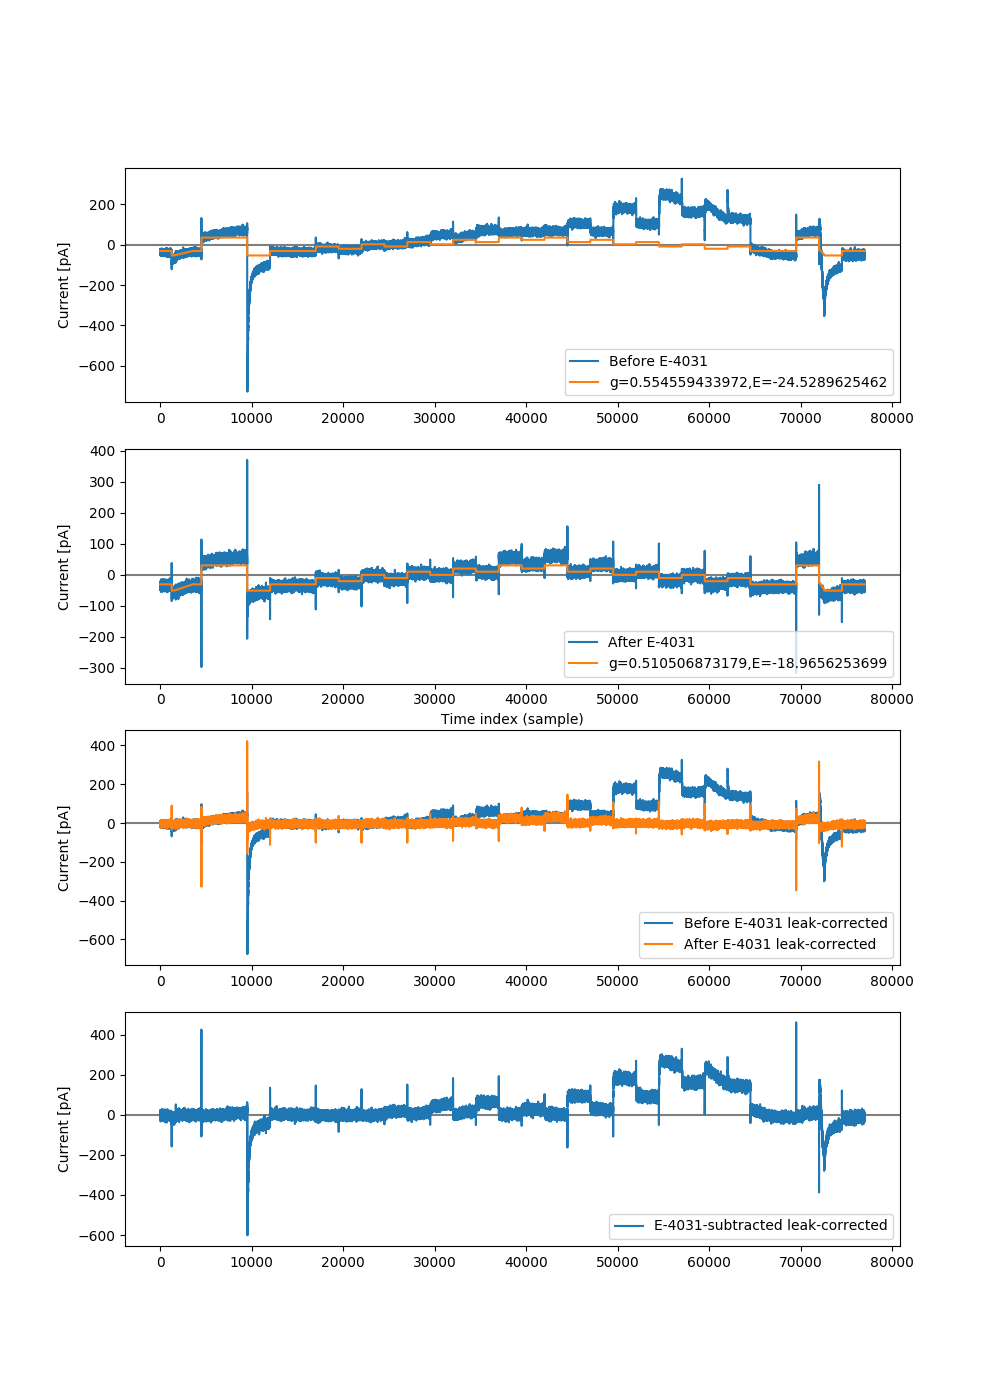 200
0
−200
−400
−600
Current [pA]
Before E-4031
g=0.554559433972,E=-24.5289625462
0 10000 20000 30000 40000 50000 60000 70000 80000
400
300
200
100
0
−100
−200
−300
Current [pA]
After E-4031
g=0.510506873179,E=-18.9656253699
0 10000 20000 30000 40000 50000 60000 70000 80000
Time index (sample)
400
200
0
−200
−400
−600
Current [pA]
Before E-4031 leak-corrected
After E-4031 leak-corrected
0 10000 20000 30000 40000 50000 60000 70000 80000
400
200
0
−200
−400
−600
Current [pA]
E-4031-subtracted leak-corrected
0 10000 20000 30000 40000 50000 60000 70000 80000